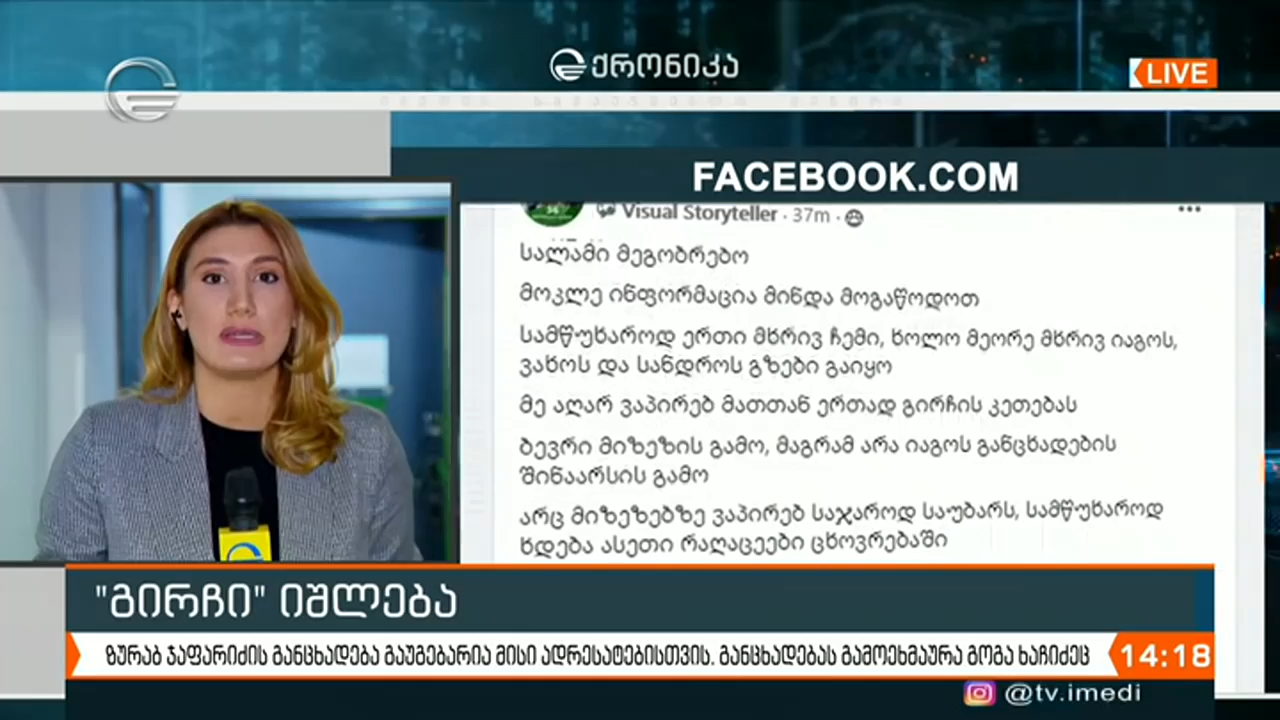 ქრონიკა
LIVE
FACEBOOK.COM
Visual Storyteller · 37m ·
სალამი მეგობრებო
მოკლე ინფორმაცია მინდა მოგაწოდოთ
სამწუხაროდ ერთი მხრივ ჩემი, ხოლო მეორე მხრივ იაგოს,
ვახოს და სანდროს გზები გაიყო
მე აღარ ვაპირებ მათთან ერთად გირჩის კეთებას
ბევრი მიზეზის გამო, მაგრამ არა იაგოს განცხადების
შინაარსის გამო
არც მიზეზებზე ვაპირებ საჯაროდ საუბარს, სამწუხაროდ
ხდება ასეთი რაღაცეები ცხოვრებაში
"გირჩი" იშლება
ზურაბ ჯაფარიძის განცხადება გაუგებარია მისი ადრესატებისთვის. განცხადებას გამოეხმაურა გოგა ხაჩიძეც
14:18
@tv.imedi